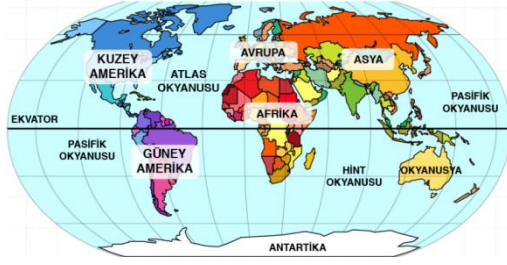 KUZEY
AMERİKA
ATLAS
OKYANUSU
AVRUPA
ASYA
PASİFİK
OKYANUSU
EKVATOR
AFRİKA
PASİFİK
OKYANUSU
GÜNEY
AMERİKA
HİNT
OKYANUSU
OKYANUSYA
ANTARTİKA